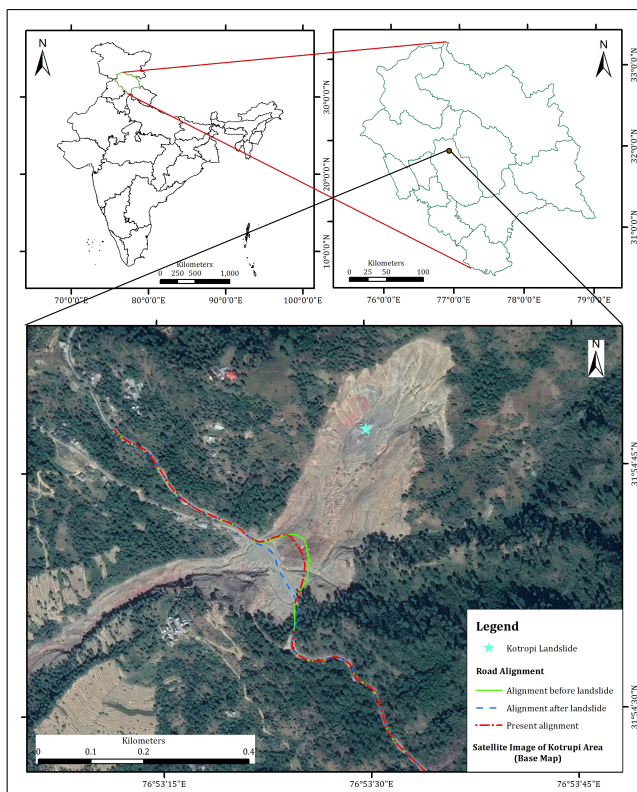 N
30°0'0"N
20°0'0"N
10°0'0"N
Kilometers
0 250 500 1,000
70°0'0"E 80°0'0"E 90°0'0"E 100°0'0"E
N
33°0'0"N
32°0'0"N
31°0'0"N
Kilometers
0 25 50 100
76°0'0"E 77°0'0"E 78°0'0"E 79°0'0"E
N
31°54'45"N
31°54'30"N
Legend
Kotropi Landslide
Road Alignment
Alignment before landslide
Alignment after landslide
Present alignment
Satellite Image of Kotrupi Area
(Base Map)
Kilometers
0 0.1 0.2 0.4
76°53'15"E 76°53'30"E 76°53'45"E